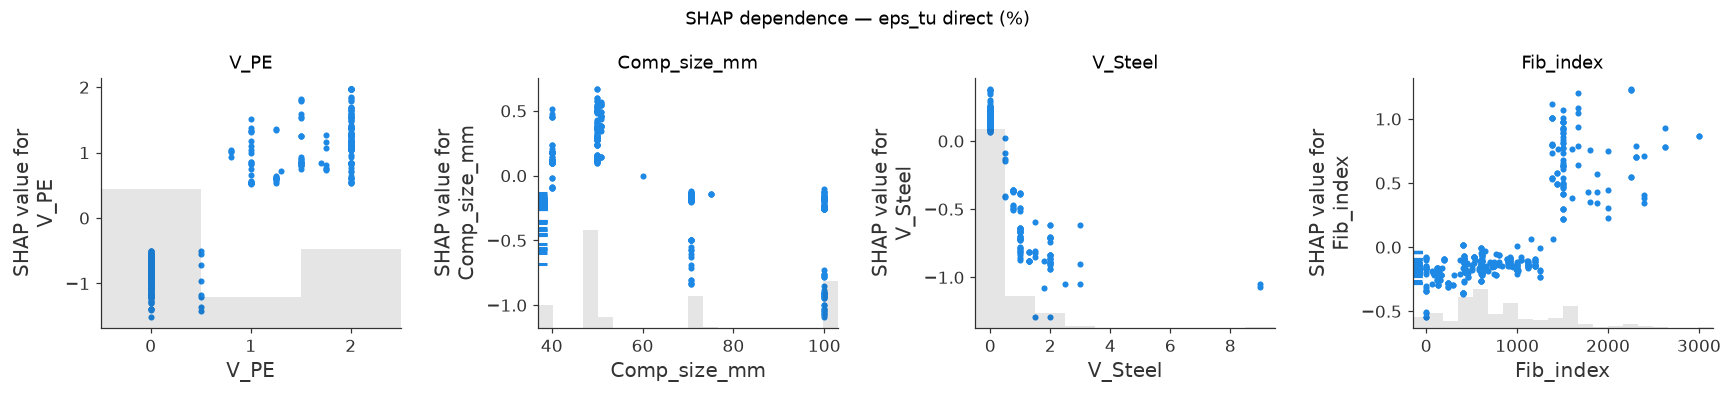 SHAP dependence — eps_tu direct (%)
V_PE
SHAP value for
V_PE
2
1
0
−1
0
1
2
V_PE
Comp_size_mm
SHAP value for
Comp_size_mm
0.5
0.0
−0.5
−1.0
40
60
80
100
Comp_size_mm
V_Steel
SHAP value for
V_Steel
0.0
−0.5
−1.0
0
2
4
6
8
V_Steel
Fib_index
SHAP value for
Fib_index
1.0
0.5
0.0
−0.5
0
1000
2000
3000
Fib_index